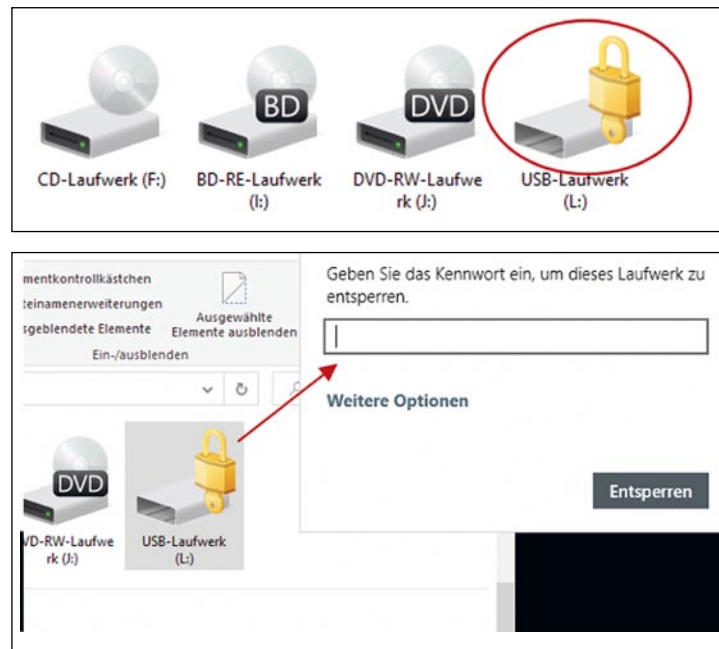 BD
DVD
CD-Laufwerk (F:)
BD-RE-Laufwerk
(I:)
DVD-RW-Laufwe
rk (J:)
USB-Laufwerk
(L:)
mentkontrollkästchen
teinamenerweiterungen
sgeblendete Elemente
Ausgewählte
Elemente ausblenden
Ein-/ausblenden
Geben Sie das Kennwort ein, um dieses Laufwerk zu
entsperren.
Weitere Optionen
Entsperren
DVD
VD-RW-Laufwe
rk (J:)
USB-Laufwerk
(L:)